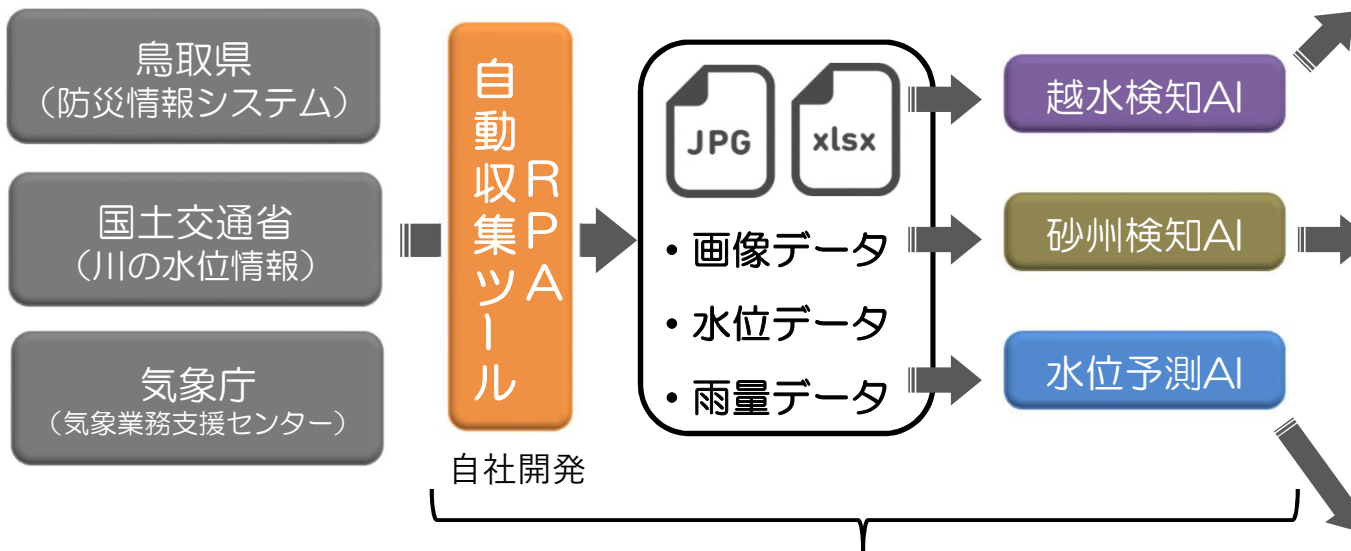 鳥取県
（防災情報システム）
国土交通省
（川の水位情報）
気象庁
（気象業務支援センター）
自動収集ツール
RPA
自社開発
JPG
xlsx
・画像データ
・水位データ
・雨量データ
越水検知AI
砂州検知AI
水位予測AI